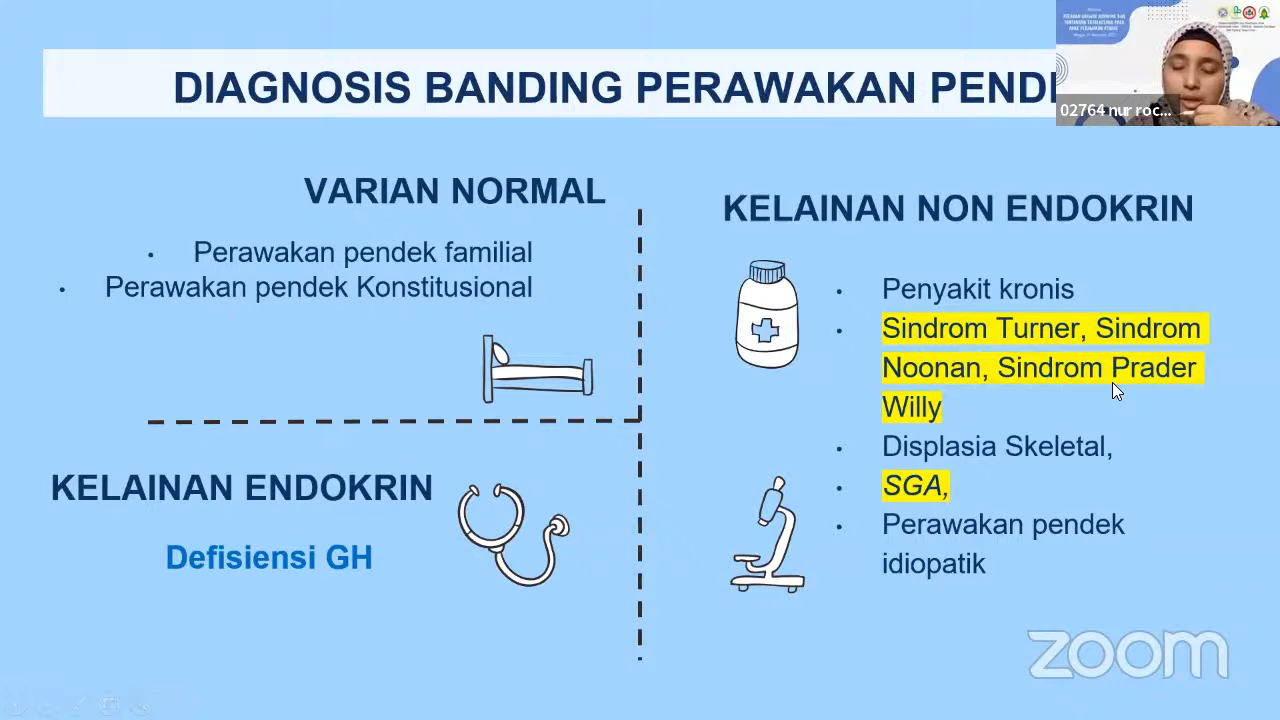 DIAGNOSIS BANDING PERAWAKAN PEND
02764 nur roc...
VARIAN NORMAL
• Perawakan pendek familial
• Perawakan pendek Konstitusional
KELAINAN ENDOKRIN
Defisiensi GH
KELAINAN NON ENDOKRIN
• Penyakit kronis
• Sindrom Turner, Sindrom
Noonan, Sindrom Prader
Willy
• Displasia Skeletal,
• SGA,
• Perawakan pendek
idiopatik
zoom